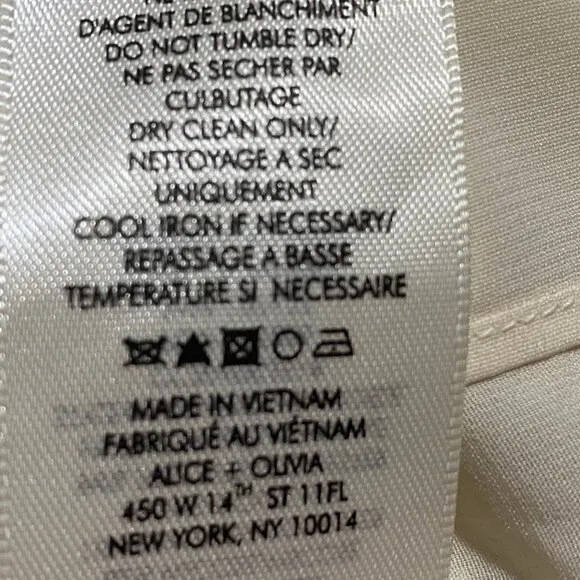 D'AGENT DE BLANCHIMENT
DO NOT TUMBLE DRY/
NE PAS SECHER PAR
CULBUTAGE
DRY CLEAN ONLY/
NETTOYAGE A SEC
UNIQUEMENT
COOL IRON IF NECESSARY/
REPASSAGE A BASSE
TEMPERATURE SI NECESSAIRE
MADE IN VIETNAM
FABRIQUÉ AU VIÉTNAM
ALICE + OLIVIA
450 W 14TH ST 11FL
NEW YORK, NY 10014